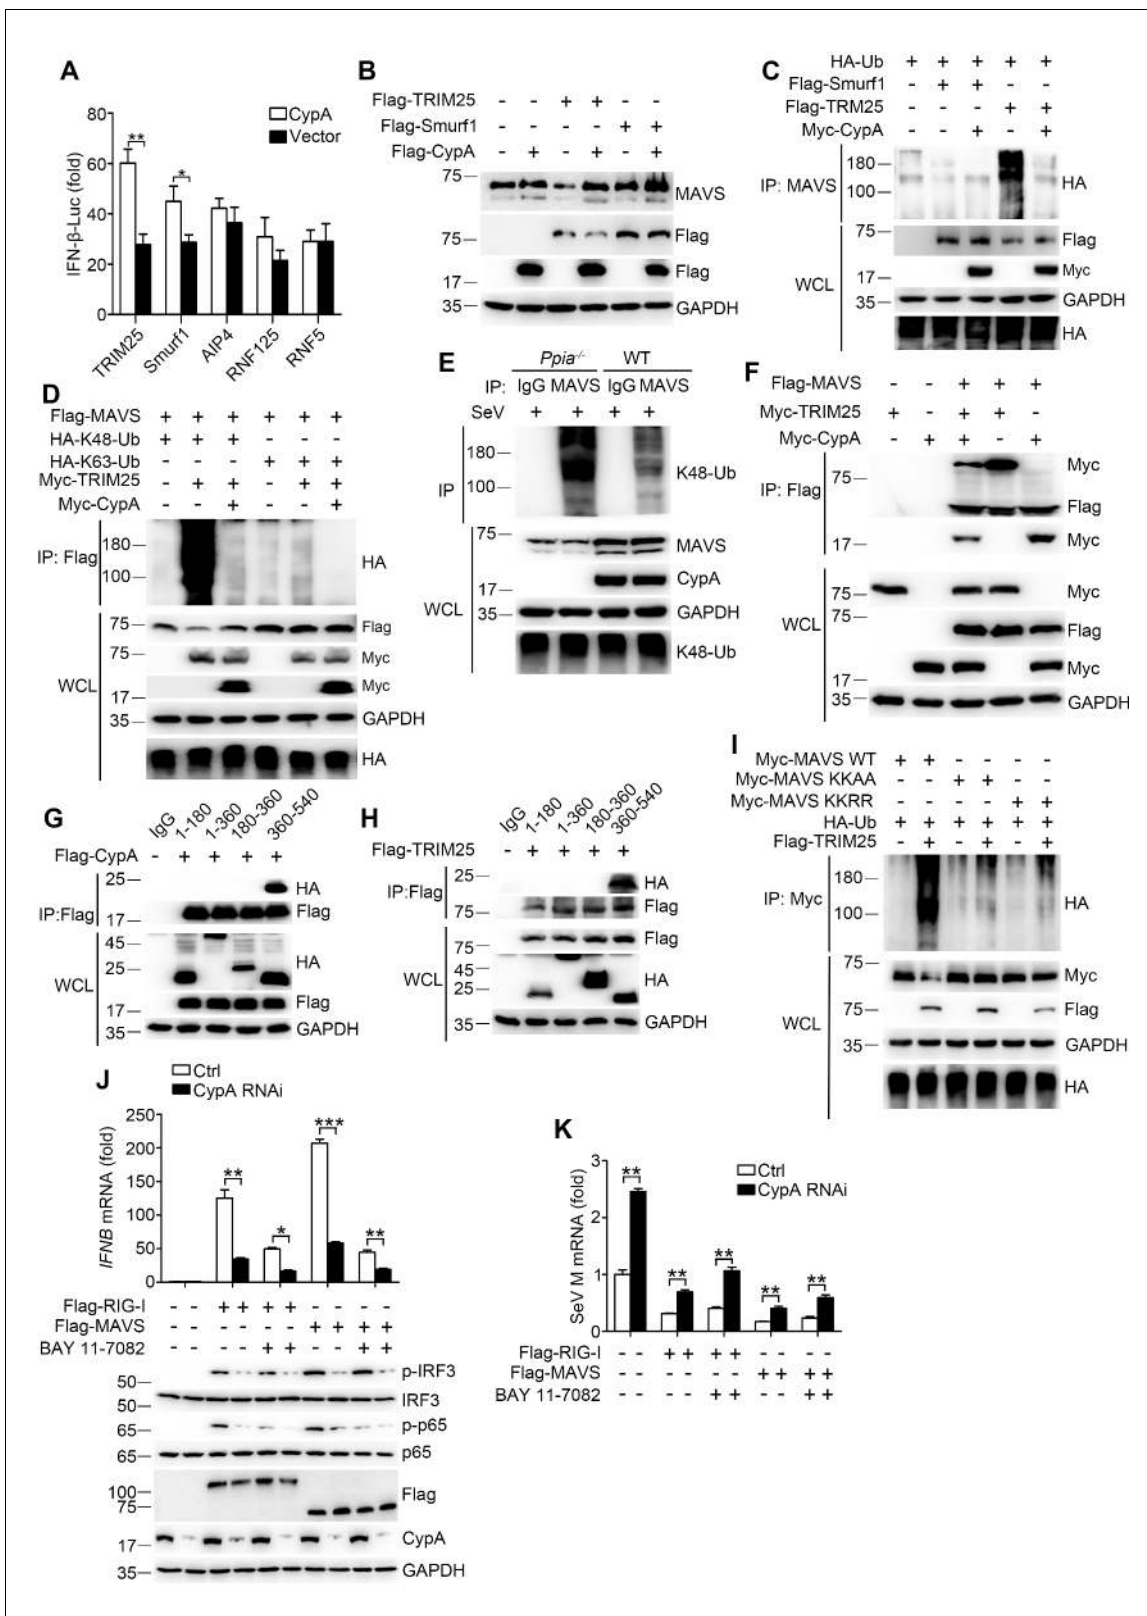 A
CypA
Vector
IFN-β-Luc (fold)
80
60
40
20
0
**
*
TRIM25
Smurf1
AIP4
RNF125
RNF5
B
Flag-TRIM25 - - + + - -
Flag-Smurf1 - - - - + +
Flag-CypA - + - + - +
75
MAVS
75
Flag
17
Flag
35
GAPDH
C
HA-Ub + + + + +
Flag-Smurf1 - + + - -
Flag-TRM25 - - - + +
Myc-CypA - - + - +
IP: MAVS
180
100
HA
WCL
75
Flag
17
Myc
35
GAPDH
HA
D
Flag-MAVS + + + + + +
HA-K48-Ub + + + - - -
HA-K63-Ub - - - + + +
Myc-TRIM25 - + + - + +
Myc-CypA - - + - - +
IP: Flag
180
100
HA
WCL
75
Flag
75
Myc
17
Myc
35
GAPDH
HA
E
Ppia-/- WT
IP: IgG MAVS IgG MAVS
SeV + + + +
IP
180
100
K48-Ub
WCL
75
MAVS
17
CypA
35
GAPDH
K48-Ub
F
Flag-MAVS - - + + +
Myc-TRIM25 + - + + -
Myc-CypA - + + - +
IP: Flag
75
Myc
Flag
17
Myc
WCL
75
Myc
75
Flag
17
Myc
35
GAPDH
G
IgG
1-180
1-360
180-360
360-540
Flag-CypA - + + + +
IP:Flag
25
HA
17
Flag
WCL
45
25
HA
17
Flag
35
GAPDH
H
IgG
1-180
1-360
180-360
360-540
Flag-TRIM25 - + + + +
IP:Flag
25
HA
75
Flag
WCL
75
Flag
45
25
HA
35
GAPDH
I
Myc-MAVS WT + + - - - -
Myc-MAVS KKAA - - + + - -
Myc-MAVS KKRR - - - - + +
HA-Ub + + + + + +
Flag-TRIM25 - + - + - +
IP: Myc
180
100
HA
WCL
75
Myc
75
Flag
35
GAPDH
HA
J
Ctrl
CypA RNAi
IFNB mRNA (fold)
250
200
150
100
50
0
**
*
***
**
Flag-RIG-I - - + + + + - - - -
Flag-MAVS - - - - - - + + + +
BAY 11-7082 - - - - + + - - + +
50
p-IRF3
50
IRF3
65
p-p65
65
p65
100
75
Flag
17
CypA
35
GAPDH
K
Ctrl
CypA RNAi
SeV M mRNA (fold)
3
2
1
0
**
**
**
**
**
Flag-RIG-I - - + + + + - - - -
Flag-MAVS - - - - - - + + + +
BAY 11-7082 - - - - + + - - + +